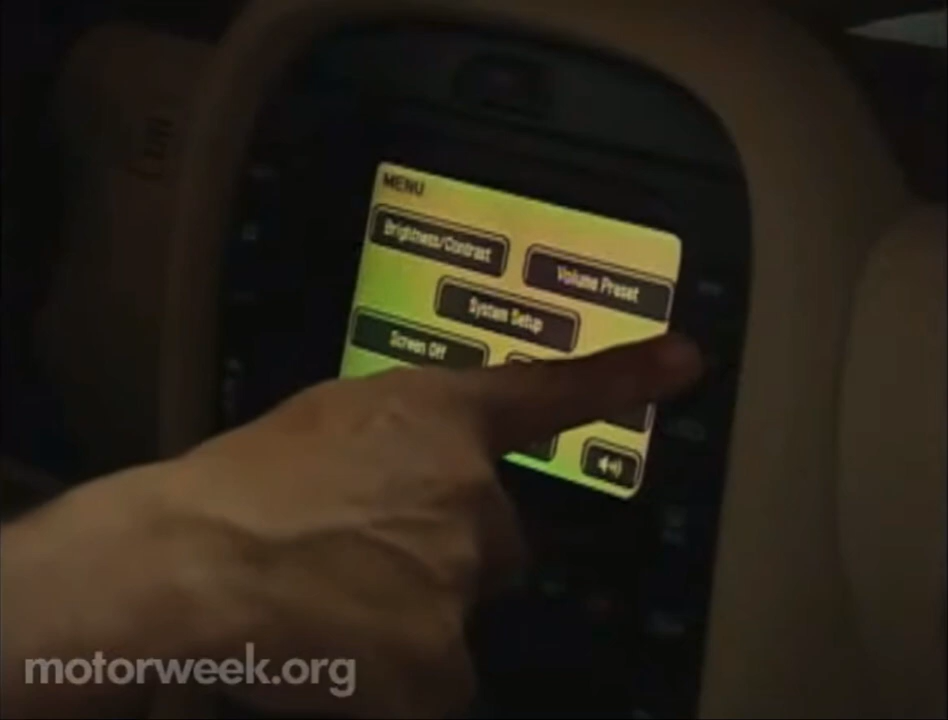 MENU
Brightness/Contrast
Volume Preset
System Setup
Screen Off
motorweek.org